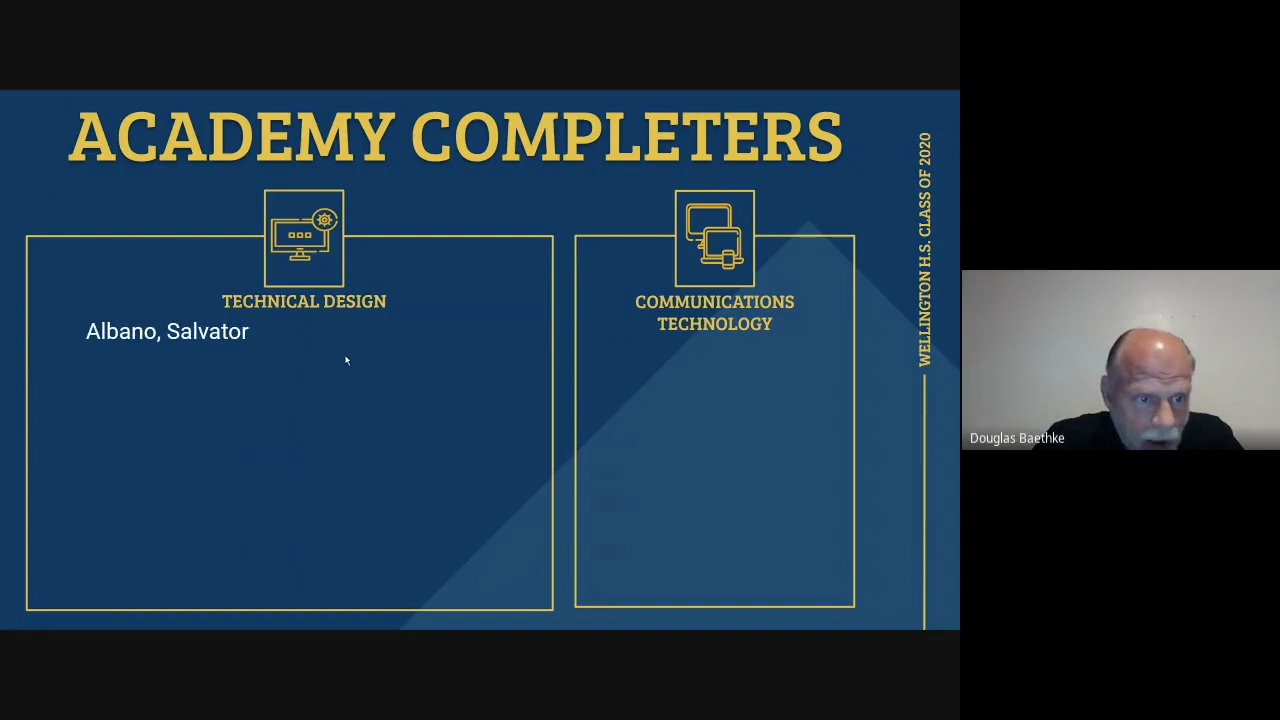 ACADEMY COMPLETERS
TECHNICAL DESIGN
Albano, Salvator
COMMUNICATIONS
TECHNOLOGY
WELLINGTON H.S. CLASS OF 2020
Douglas Baethke